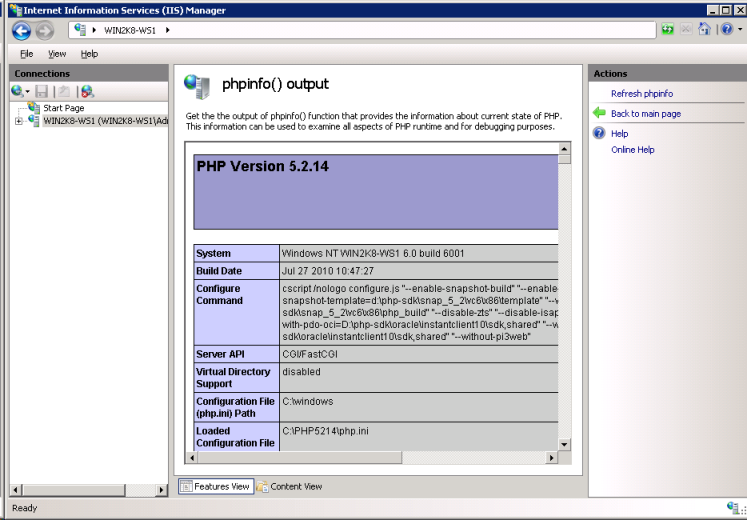 Internet Information Services (IIS) Manager
WIN2K8-WS1
File View Help
Connections
Start Page
WIN2K8-WS1 (WIN2K8-WS1\Ad
phpinfo() output
Get the the output of phpinfo() function that provides the information about current state of PHP.
This information can be used to examine all aspects of PHP runtime and for debugging purposes.
PHP Version 5.2.14
System Windows NT WIN2K8-WS1 6.0 build 6001
Build Date Jul 27 2010 10:47:27
Configure Command
cscript /nologo configure.js "--enable-snapshot-build" "--enable-
snapshot-template=d:\php-sdk\snap_5_2\vc6\x86\template" "--
sdk\snap_5_2\vc6\x86\php_build" "--disable-zts" "--disable-isap
with-pdo-oci=D:\php-sdk\oracle\instantclient10\sdk,shared" "--
sdk\oracle\instantclient10\sdk,shared" "--without-pi3web"
Server API CGI/FastCGI
Virtual Directory Support disabled
Configuration File (php.ini) Path C:\windows
Loaded Configuration File C:\PHP5214\php.ini
Features View Content View
Actions
Refresh phpinfo
Back to main page
Help
Online Help
Ready